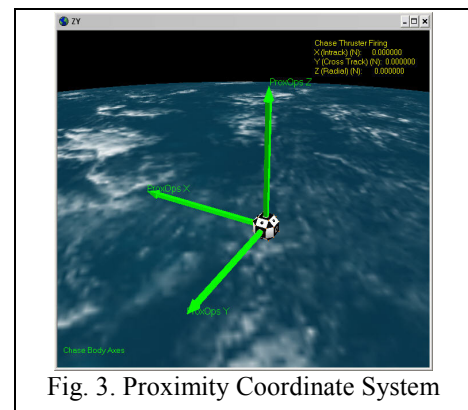 ZY
Chase Thruster Firing
X (Intrack) (N): 0.000000
Y (Cross Track) (N): 0.000000
Z (Radial) (N): 0.000000
ProxOps Z
ProxOps X
ProxOps Y
Chase Body Axes
Fig. 3. Proximity Coordinate System